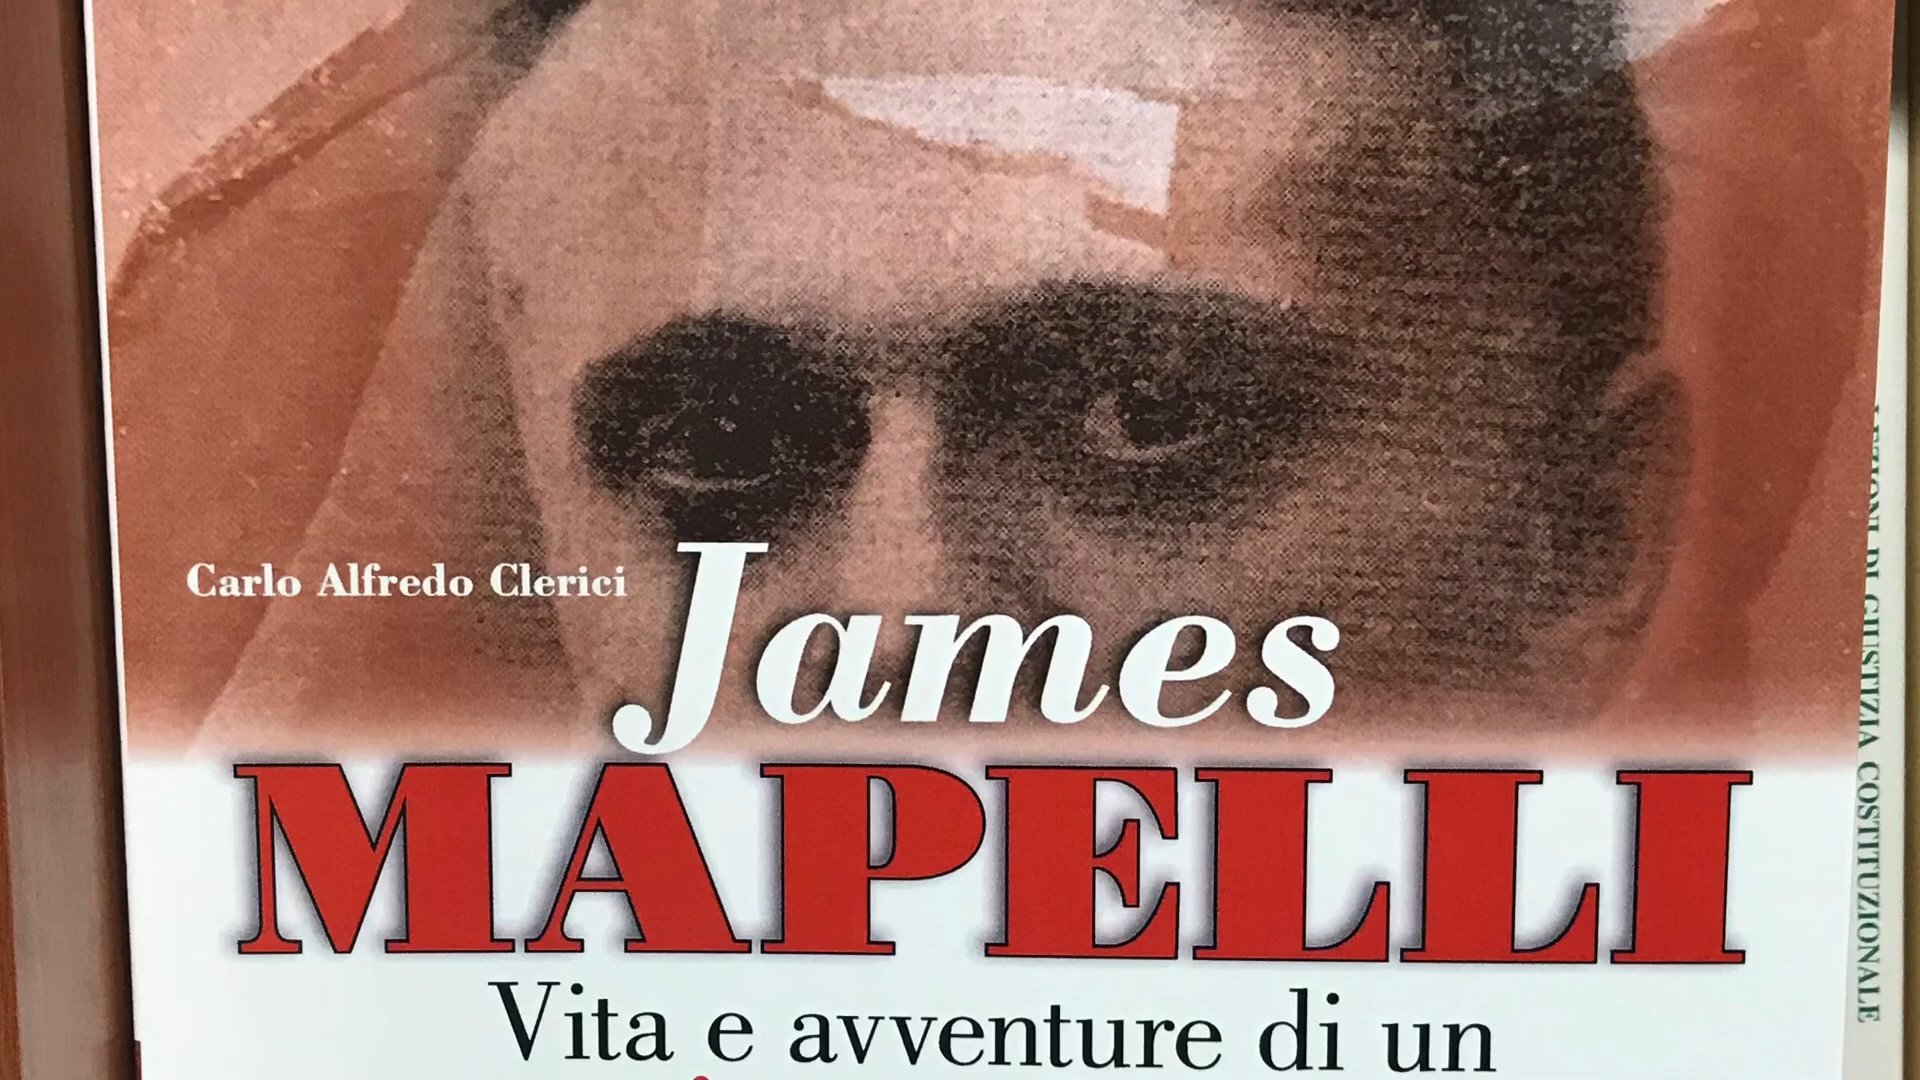 Carlo Alfredo Clerici
James
MAPELLI
Vita e avventure di un
LEZIONI DI GIUSTIZIA COSTITUZIONALE